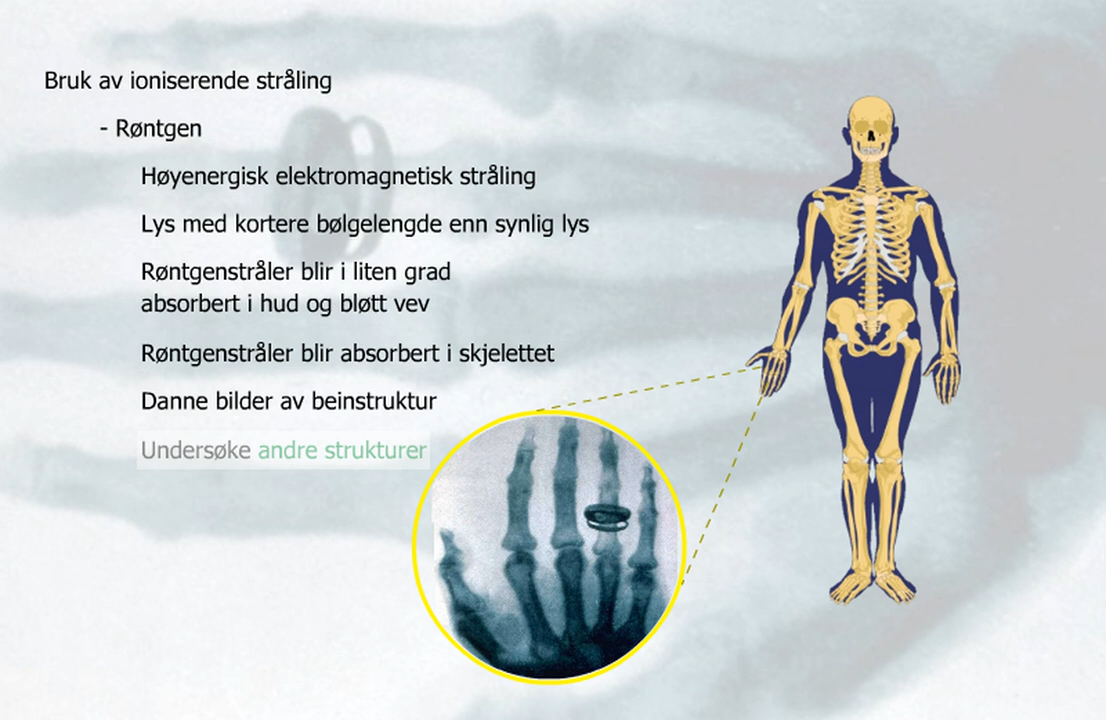 Bruk av ioniserende stråling
- Røntgen
Høyenergisk elektromagnetisk stråling
Lys med kortere bølgelengde enn synlig lys
Røntgenstråler blir i liten grad
absorbert i hud og bløtt vev
Røntgenstråler blir absorbert i skjelettet
Danne bilder av beinstruktur
Undersøke andre strukturer